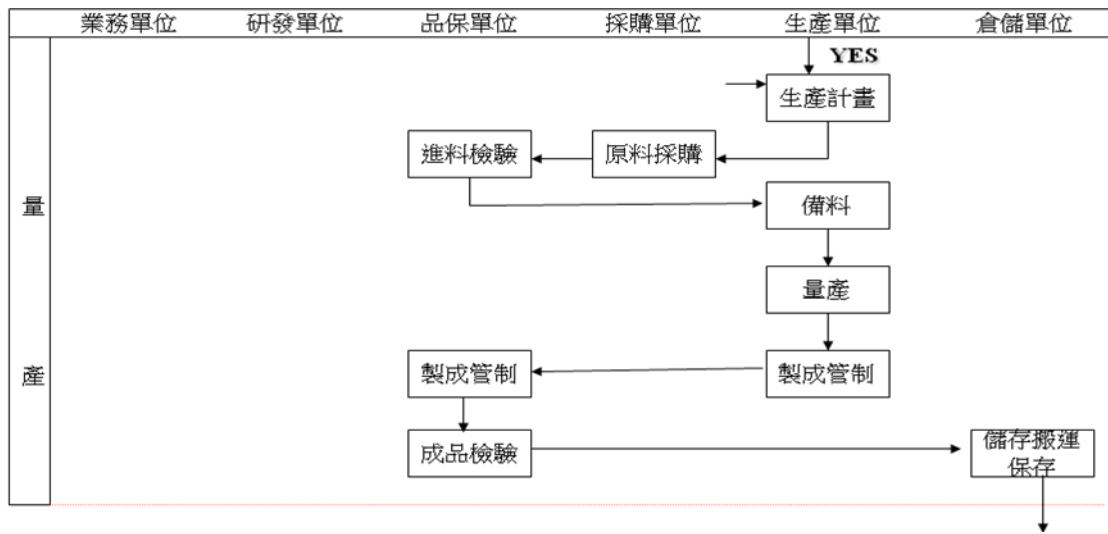 業務單位 研發單位 品保單位 採購單位 生產單位 倉儲單位
YES
生產計畫
進料檢驗 原料採購
量 備料
量產
產 製成管制 製成管制
成品檢驗 儲存搬運
保存